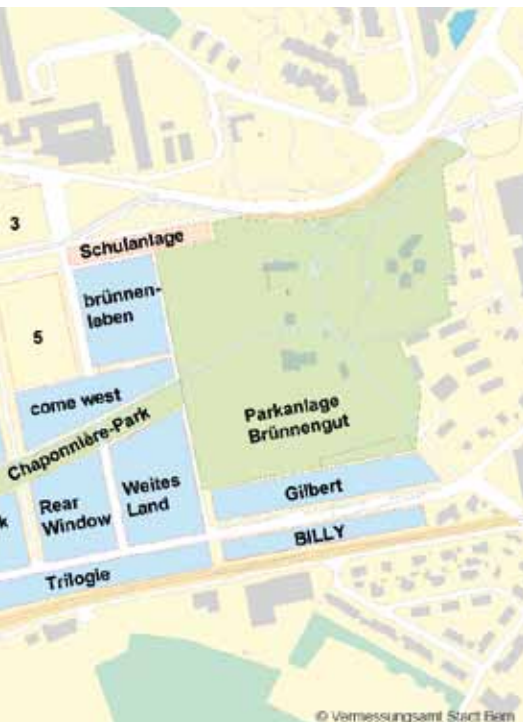 3
Schulanlage
brünnen-
leben
5
come west
Chaponnière-Park
Parkanlage
Brünnengut
k
Rear
Window
Weites
Land
Gilbert
BILLY
Trilogie
© Vermessungsamt Stadt Bern